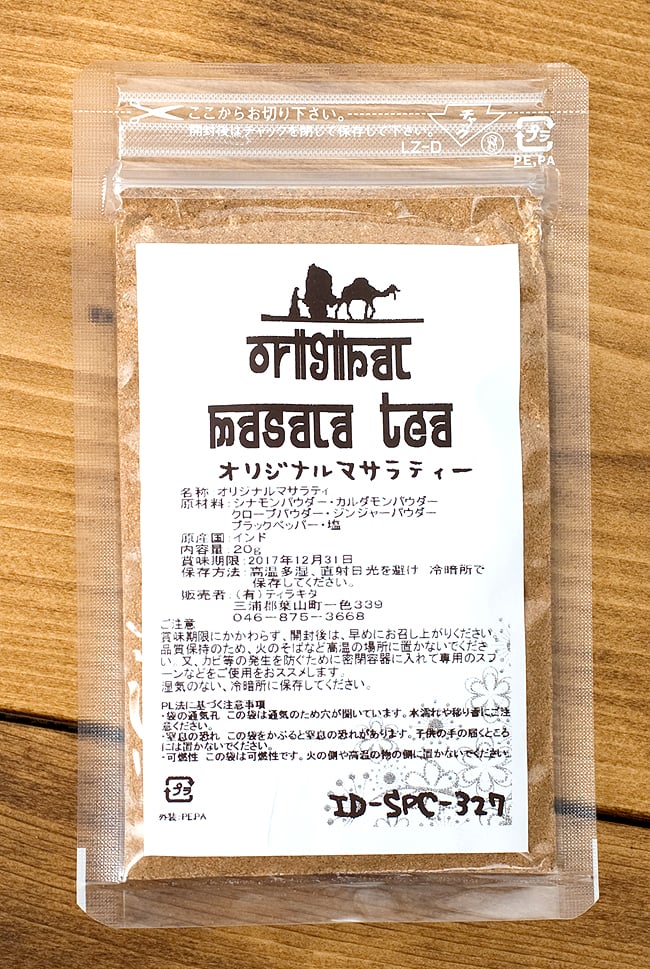 ここからお切り下さい。
開封後はチャックを閉じて保存して下さい。
LZ-D
N
プラ
PE,PA
original
masala tea
オリジナルマサラティー
名称 オリジナルマサラティ
原材料:シナモンパウダー・カルダモンパウダー
クローブパウダー・ジンジャーパウダー
ブラックペッパー・塩
原産国:インド
内容量:20g
賞味期限:2017年12月31日
保存方法:高温多湿、直射日光を避け 冷暗所で
保存してください。
販売者:(有)ティラキタ
三浦郡葉山町一色339
046-875-3668
ご注意
賞味期限にかかわらず、開封後は、早めにお召し上がりください。
品質保持のため、火のそばなど高温の場所に置かないでくださ
い。又、カビ等の発生を防ぐために密閉容器に入れて専用のスプ
ーンなどをご使用をおススメします。
湿気のない、冷暗所に保存してください。
PL法に基づく注意事項
・袋の通気孔 この袋は通気のため穴が開いています。水濡れや移り香にご注
意ください。
・窒息の恐れ この袋をかぶると窒息の恐れがあります。子供の手の届くところ
には置かないでください。
・可燃性 この袋は可燃性です。火の側や高温の物の側に置かないでください。
プラ
外装:PE,PA
ID-SPC-327